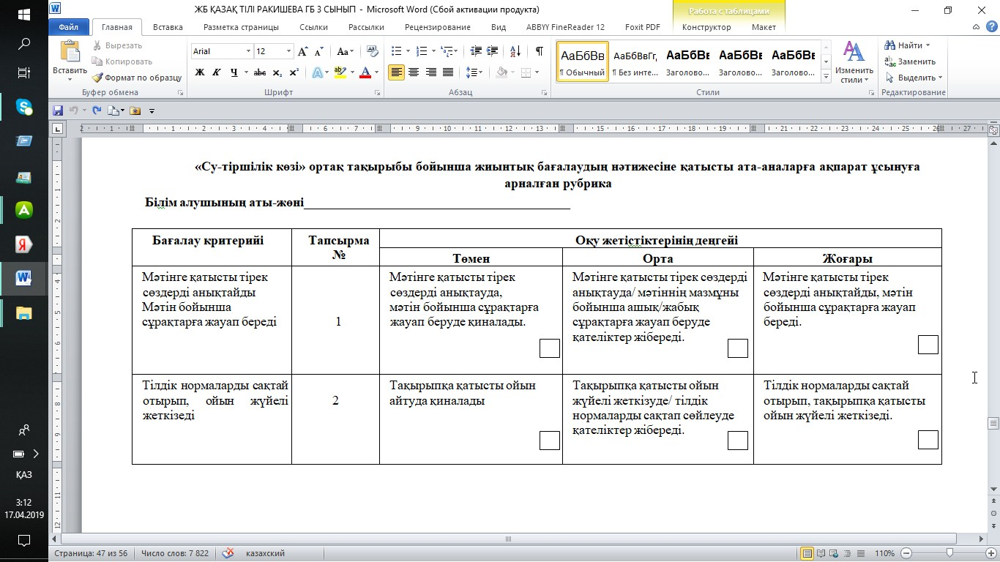 ЖБ ҚАЗАҚ ТІЛІ РАКИШЕВА ГБ 3 СЫНЫП - Microsoft Word (Сбой активации продукта)
Работа с таблицами
Файл Главная Вставка Разметка страницы Ссылки Рассылки Рецензирование Вид ABBYY FineReader 12 Foxit PDF Конструктор Макет
Вставить
Вырезать
Копировать
Формат по образцу
Буфер обмена
Arial 12
Шрифт
Абзац
АаБбВв АаБбВвГг, АаБбВв АаБбВв АаБбВв
¶ Обычный ¶ Без инте... Заголово... Заголово... Заголово...
Стили
Изменить стили
Найти
Заменить
Выделить
Редактирование
«Су-тіршілік көзі» ортақ тақырыбы бойынша жиынтық бағалаудың нәтижесіне қатысты ата-аналарға ақпарат ұсынуға
арналған рубрика
Білім алушының аты-жөні____________________________________________
Бағалау критерийі
Тапсырма
№
Оқу жетістіктерінің деңгейі
Төмен Орта Жоғары
Мәтінге қатысты тірек
сөздерді анықтайды
Мәтін бойынша
сұрақтарға жауап береді
1
Мәтінге қатысты тірек
сөздерді анықтауда,
мәтін бойынша сұрақтарға
жауап беруде қиналады.
Мәтінге қатысты тірек сөздерді
анықтауда/ мәтіннің мазмұны
бойынша ашық/жабық
сұрақтарға жауап беруде
қателіктер жібереді.
Мәтінге қатысты тірек
сөздерді анықтайды, мәтін
бойынша сұрақтарға жауап
береді.
Тілдік нормаларды сақтай
отырып, ойын жүйелі
жеткізеді
2
Тақырыпқа қатысты ойын
айтуда қиналады
Тақырыпқа қатысты ойын
жүйелі жеткізуде/ тілдік
нормаларды сақтап сөйлеуде
қателіктер жібереді.
Тілдік нормаларды сақтай
отырып, тақырыпқа қатысты
ойын жүйелі жеткізеді.
ҚАЗ
3:12
17.04.2019
Страница: 47 из 56 Число слов: 7 822 казахский 110%